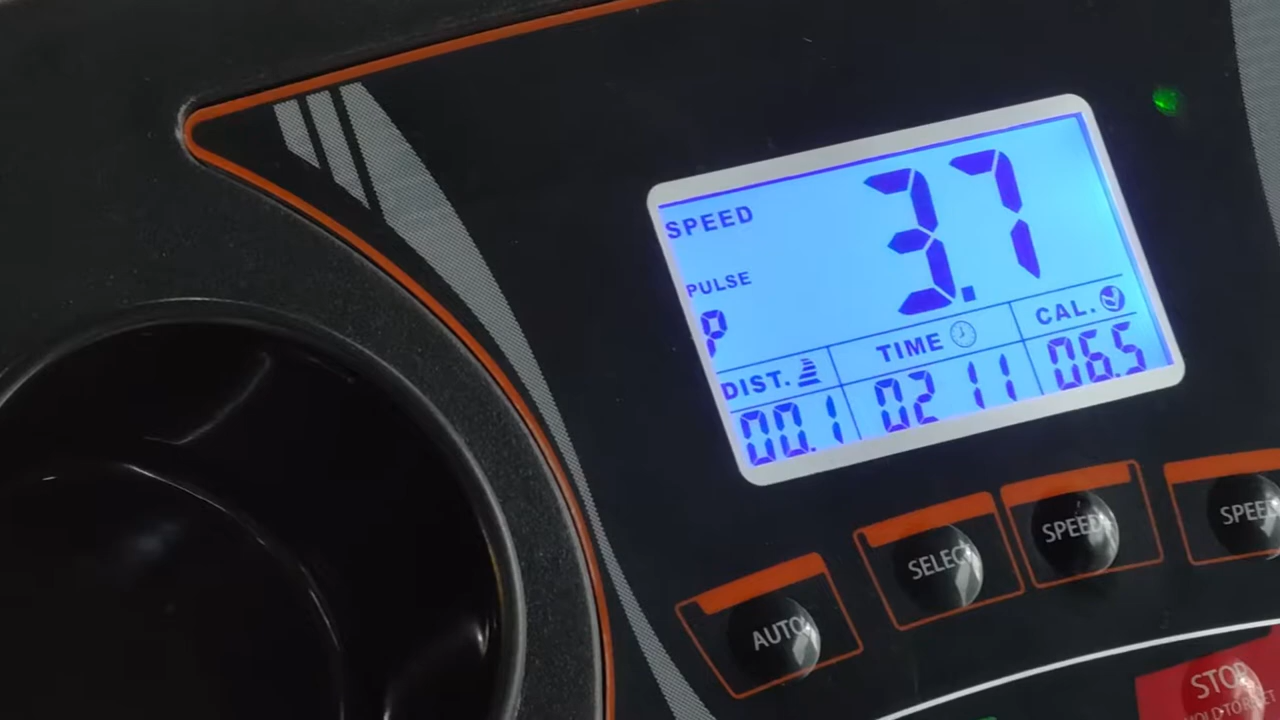 SPEED
3.7
PULSE
P
DIST.
TIME
CAL.
00.1
02 11
06.5
AUTO
SELECT
SPEED
SPEED
STOP